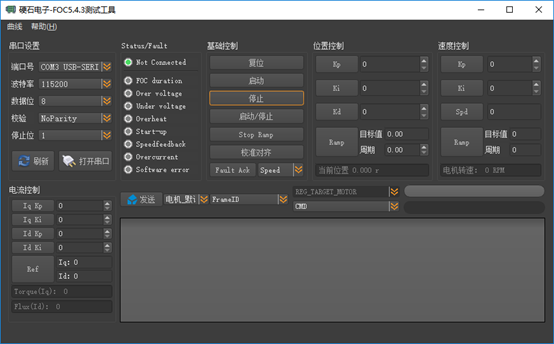 硬石电子-FOC5.4.3测试工具
曲线 帮助(H)
串口设置
端口号 COM3 USB-SERI
波特率 115200
数据位 8
校验 NoParity
停止位 1
刷新 打开串口
Status/Fault
Not Connected
FOC duration
Over voltage
Under voltage
Overheat
Start-up
Speedfeedback
Overcurrent
Software error
基础控制
复位
启动
停止
启动/停止
Stop Ramp
校准对齐
Fault Ack Speed
位置控制
Kp 0
Ki 0
Kd 0
Ramp 目标值 0.00
周期 0.00
当前位置 0.000 r
速度控制
Kp 0
Ki 0
Spd 0
Ramp 目标值 0
周期 0
电机转速: 0 RPM
电流控制
Iq Kp 0
Iq Ki 0
Id Kp 0
Id Ki 0
Ref Iq: 0
Id: 0
Torque(Iq): 0
Flux(Id): 0
发送 电机_默认 FrameID REG_TARGET_MOTOR
CMD